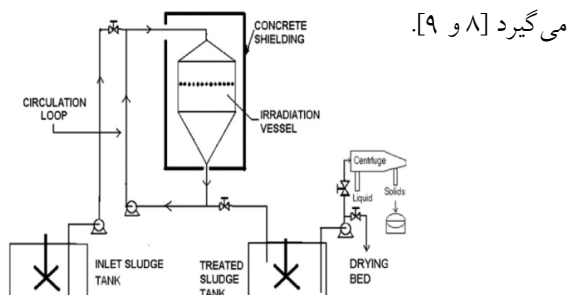 می‌گیرد [۸ و ۹].
CONCRETE
SHIELDING
CIRCULATION
LOOP
IRRADIATION
VESSEL
Centrifuge
Liquid
Solids
INLET SLUDGE
TANK
TREATED
SLUDGE
TANK
DRYING
BED